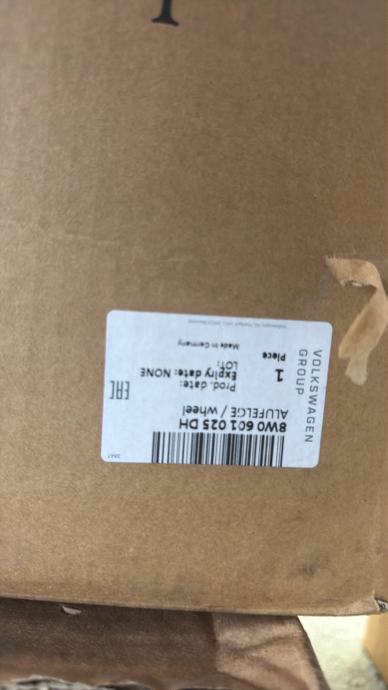 VOLKSWAGEN
GROUP
8W0 601 025 DH
ALUFELGE / wheel
Prod. date:
Expiry date: NONE
LOT:
1
Piece
Made in Germany
EAC